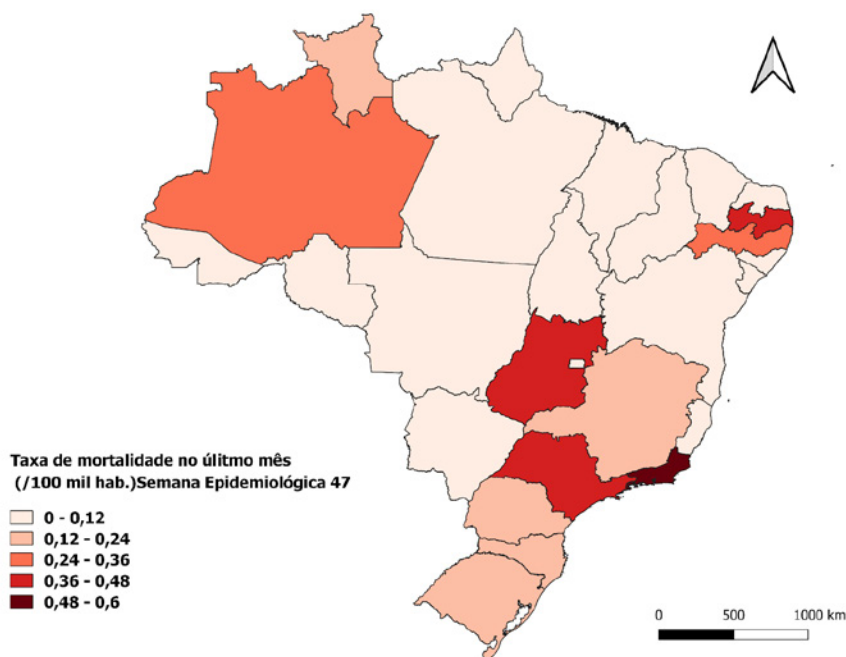 Taxa de mortalidade no úlitmo mês
(/100 mil hab.)Semana Epidemiológica 47
0 - 0,12
0,12 - 0,24
0,24 - 0,36
0,36 - 0,48
0,48 - 0,6
0 500 1000 km